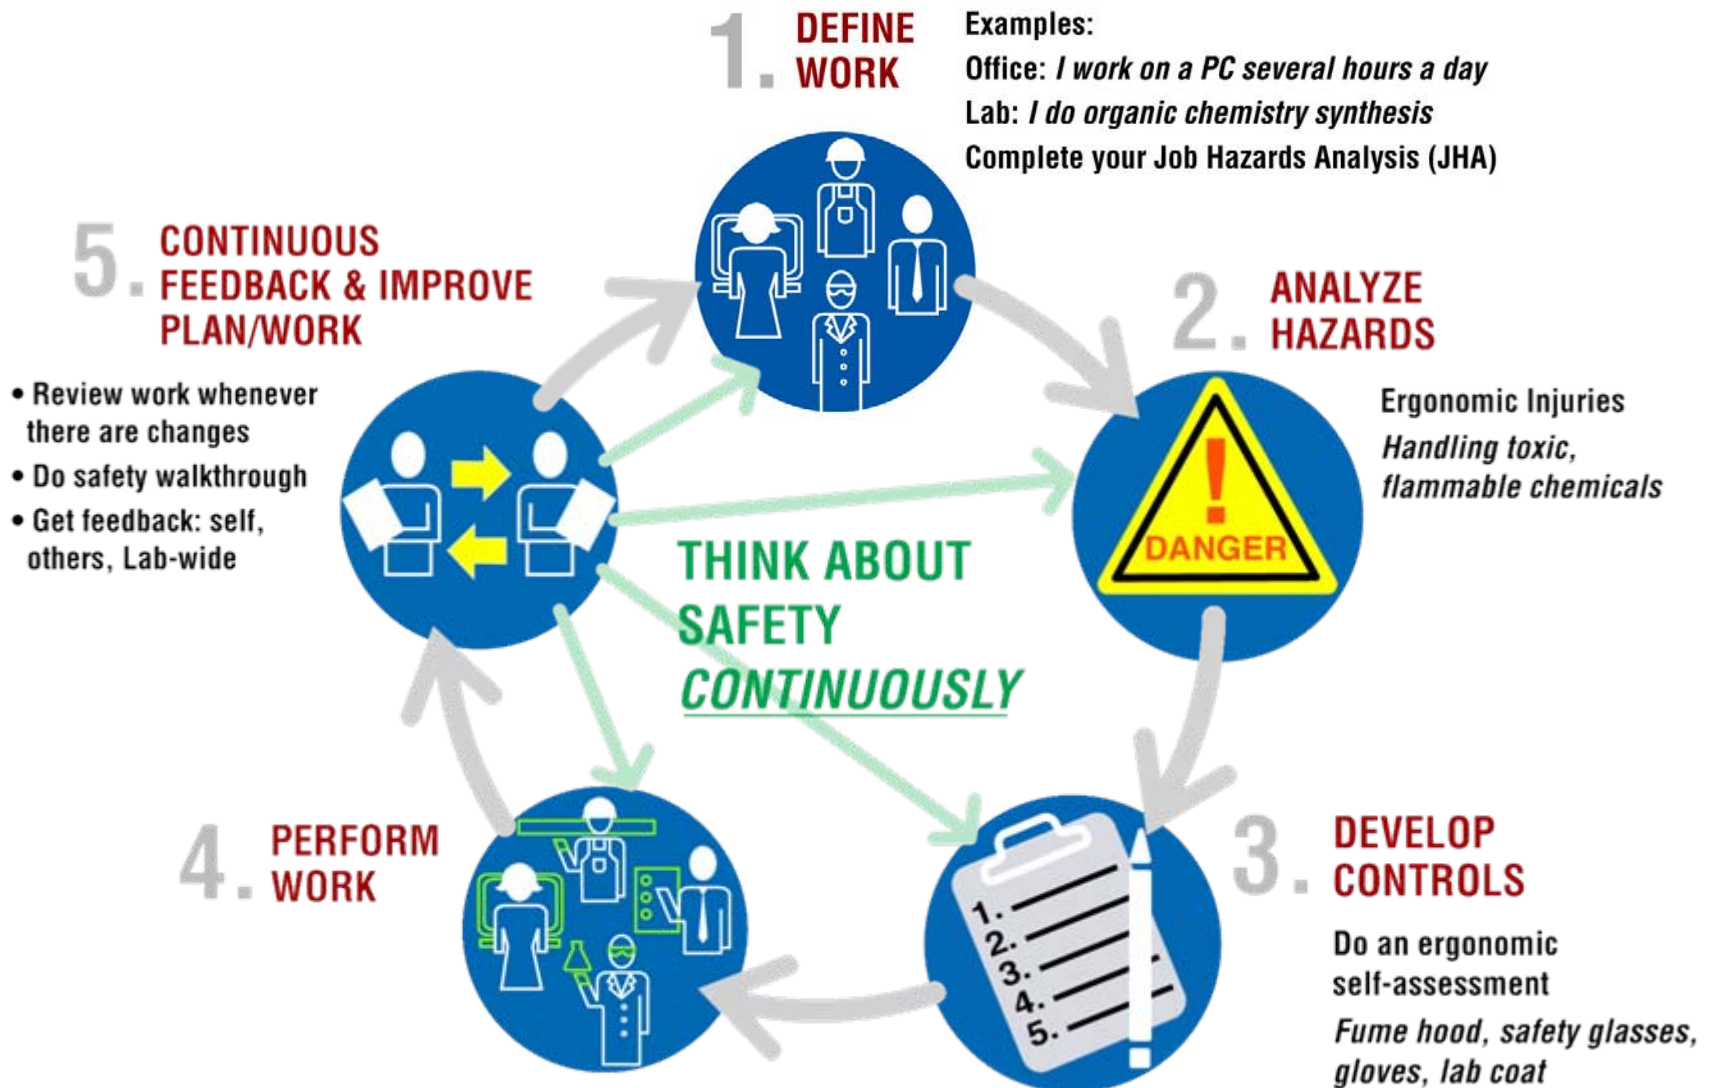 1.
DEFINE
WORK
Examples:
Office: I work on a PC several hours a day
Lab: I do organic chemistry synthesis
Complete your Job Hazards Analysis (JHA)
2.
ANALYZE
HAZARDS
Ergonomic Injuries
Handling toxic,
flammable chemicals
DANGER
!
3.
DEVELOP
CONTROLS
Do an ergonomic
self-assessment
Fume hood, safety glasses,
gloves, lab coat
1.
2.
3.
4.
5.
4.
PERFORM
WORK
5.
CONTINUOUS
FEEDBACK & IMPROVE
PLAN/WORK
• Review work whenever
there are changes
• Do safety walkthrough
• Get feedback: self,
others, Lab-wide
THINK ABOUT
SAFETY
CONTINUOUSLY